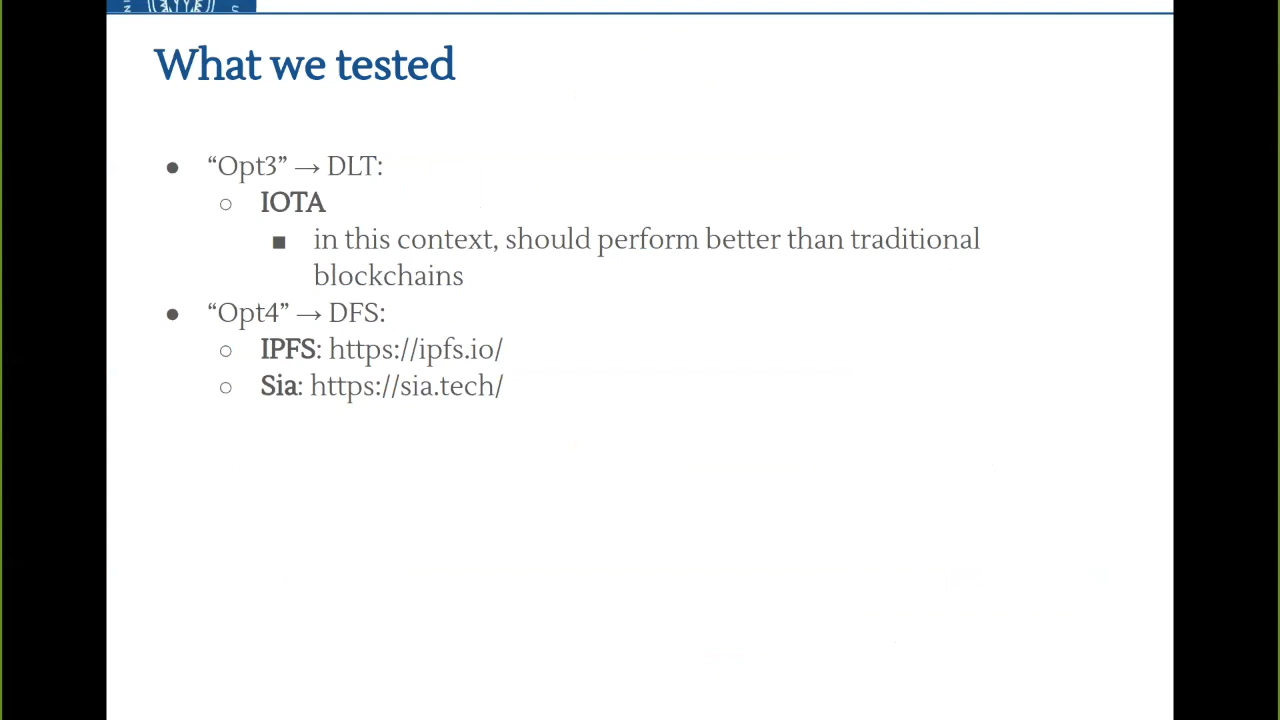 What we tested
● “Opt3” → DLT:
○ IOTA
■ in this context, should perform better than traditional
blockchains
● “Opt4” → DFS:
○ IPFS: https://ipfs.io/
○ Sia: https://sia.tech/